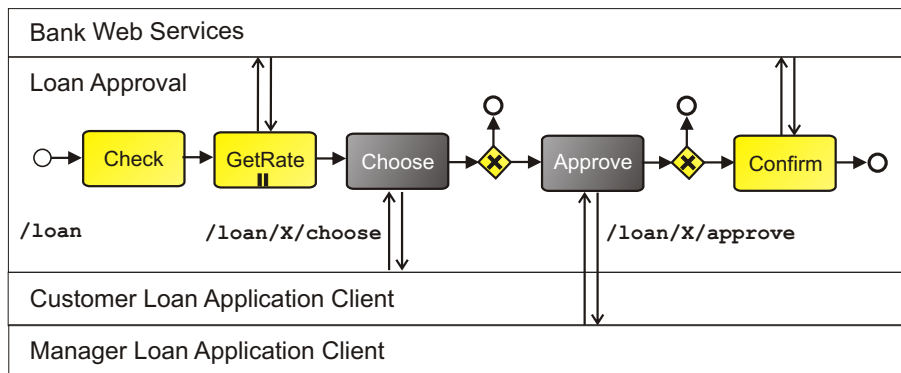 Bank Web Services
Loan Approval
Check
GetRate
Choose
Approve
Confirm
/loan
/loan/X/choose
/loan/X/approve
Customer Loan Application Client
Manager Loan Application Client